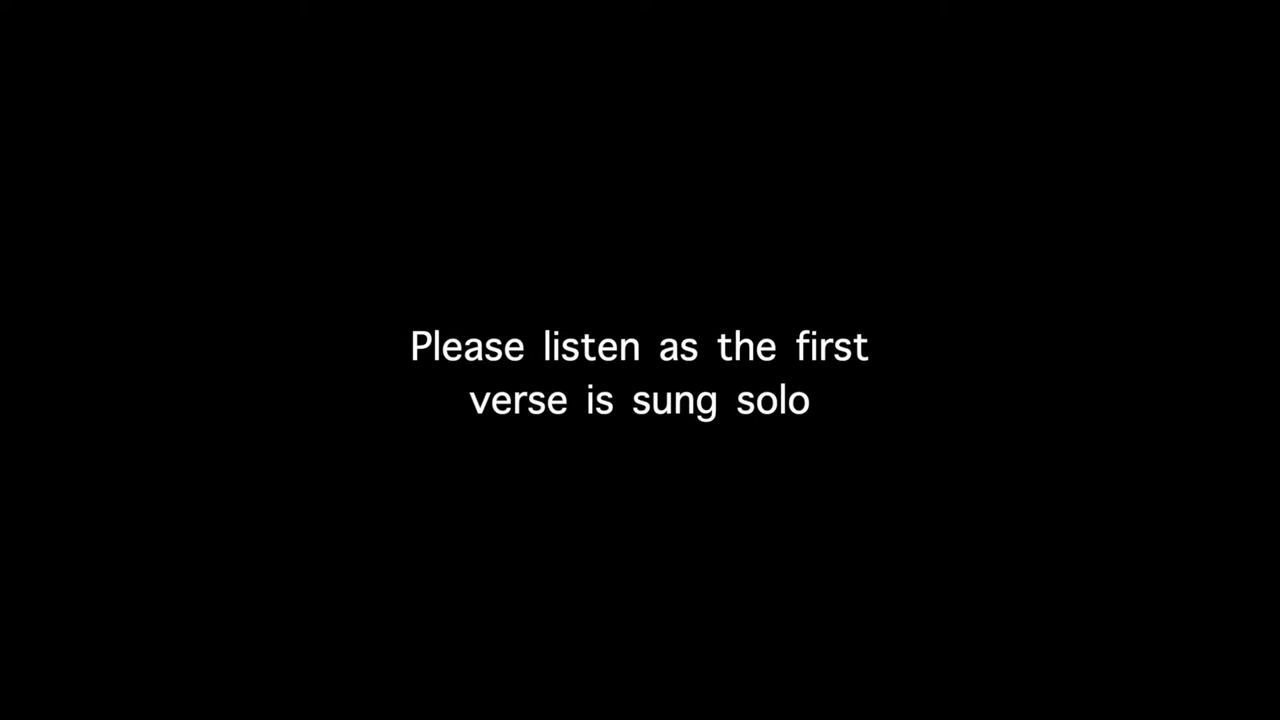 Please listen as the first
verse is sung solo